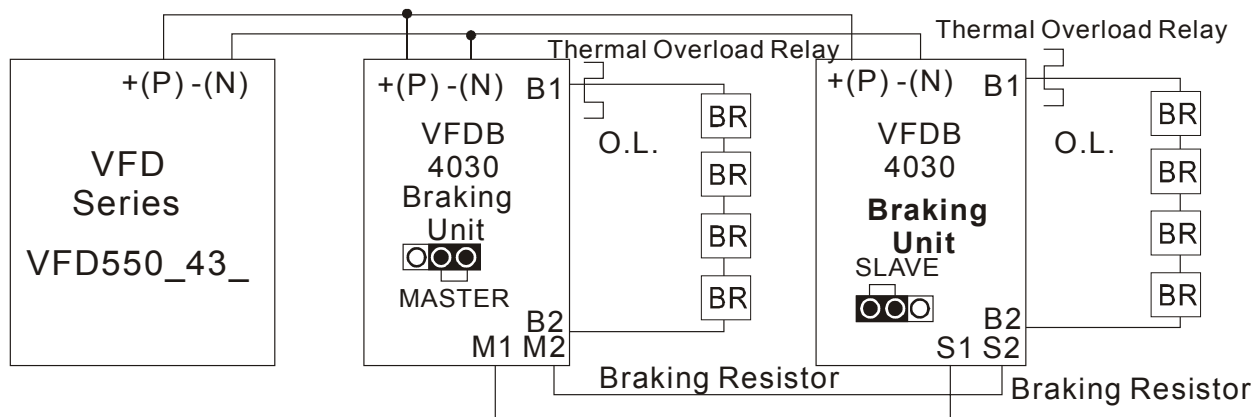 Thermal Overload Relay
Thermal Overload Relay
+(P) -(N)
VFD
Series
VFD550_43_
+(P) -(N)
B1
VFDB
4030
Braking
Unit
MASTER
B2
M1 M2
O.L.
BR
BR
BR
BR
Braking Resistor
+(P) -(N)
B1
VFDB
4030
Braking
Unit
SLAVE
B2
S1 S2
O.L.
BR
BR
BR
BR
Braking Resistor